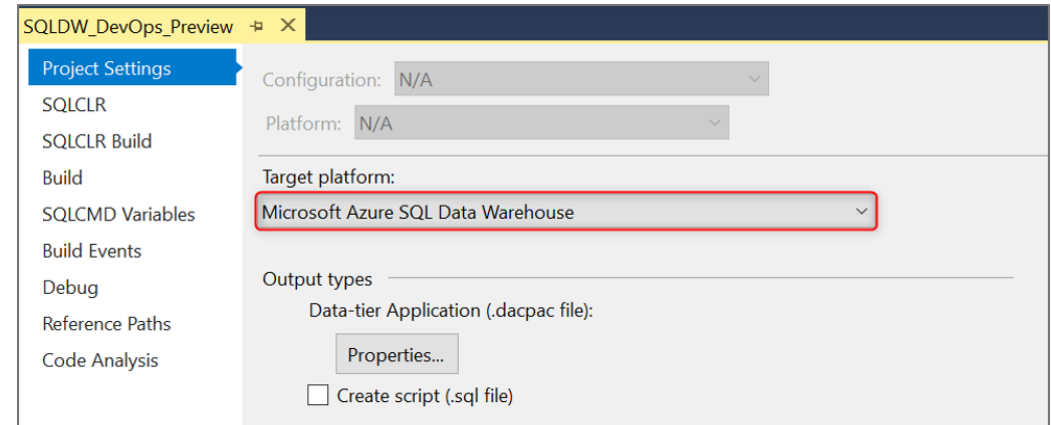 SQLDW_DevOps_Preview
Project Settings
SQLCLR
SQLCLR Build
Build
SQLCMD Variables
Build Events
Debug
Reference Paths
Code Analysis
Configuration: N/A
Platform: N/A
Target platform:
Microsoft Azure SQL Data Warehouse
Output types
Data-tier Application (.dacpac file):
Properties...
Create script (.sql file)